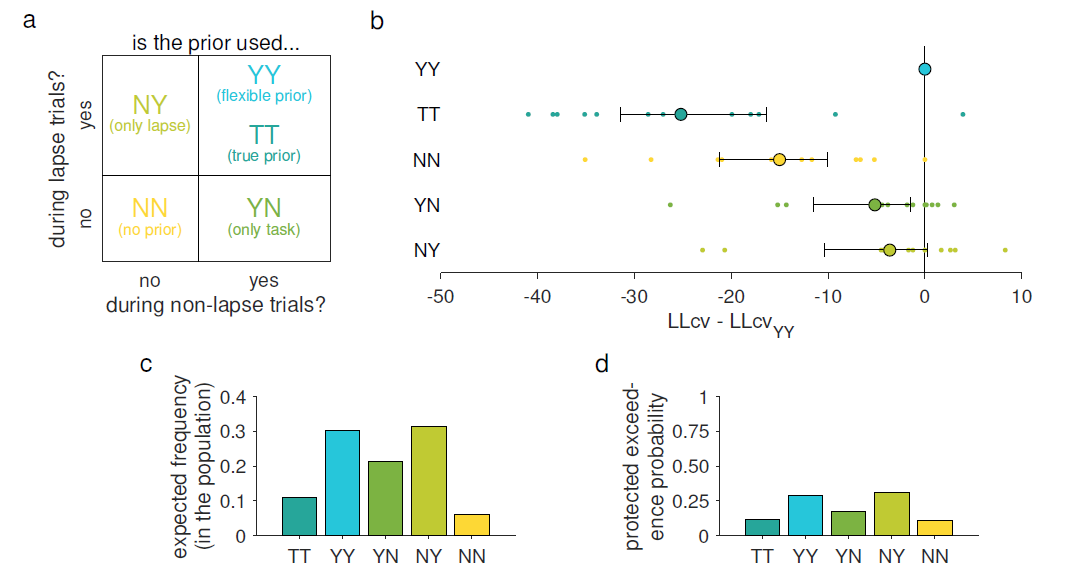 a
is the prior used...
during lapse trials?
yes
no
NY
(only lapse)
YY
(flexible prior)
TT
(true prior)
NN
(no prior)
YN
(only task)
no
yes
during non-lapse trials?
b
YY
TT
NN
YN
NY
-50 -40 -30 -20 -10 0 10
LLcv - LLcvYY
c
expected frequency
(in the population)
0.4
0.3
0.2
0.1
0
TT YY YN NY NN
d
protected exceed-
ence probability
1
0.75
0.50
0.25
0
TT YY YN NY NN